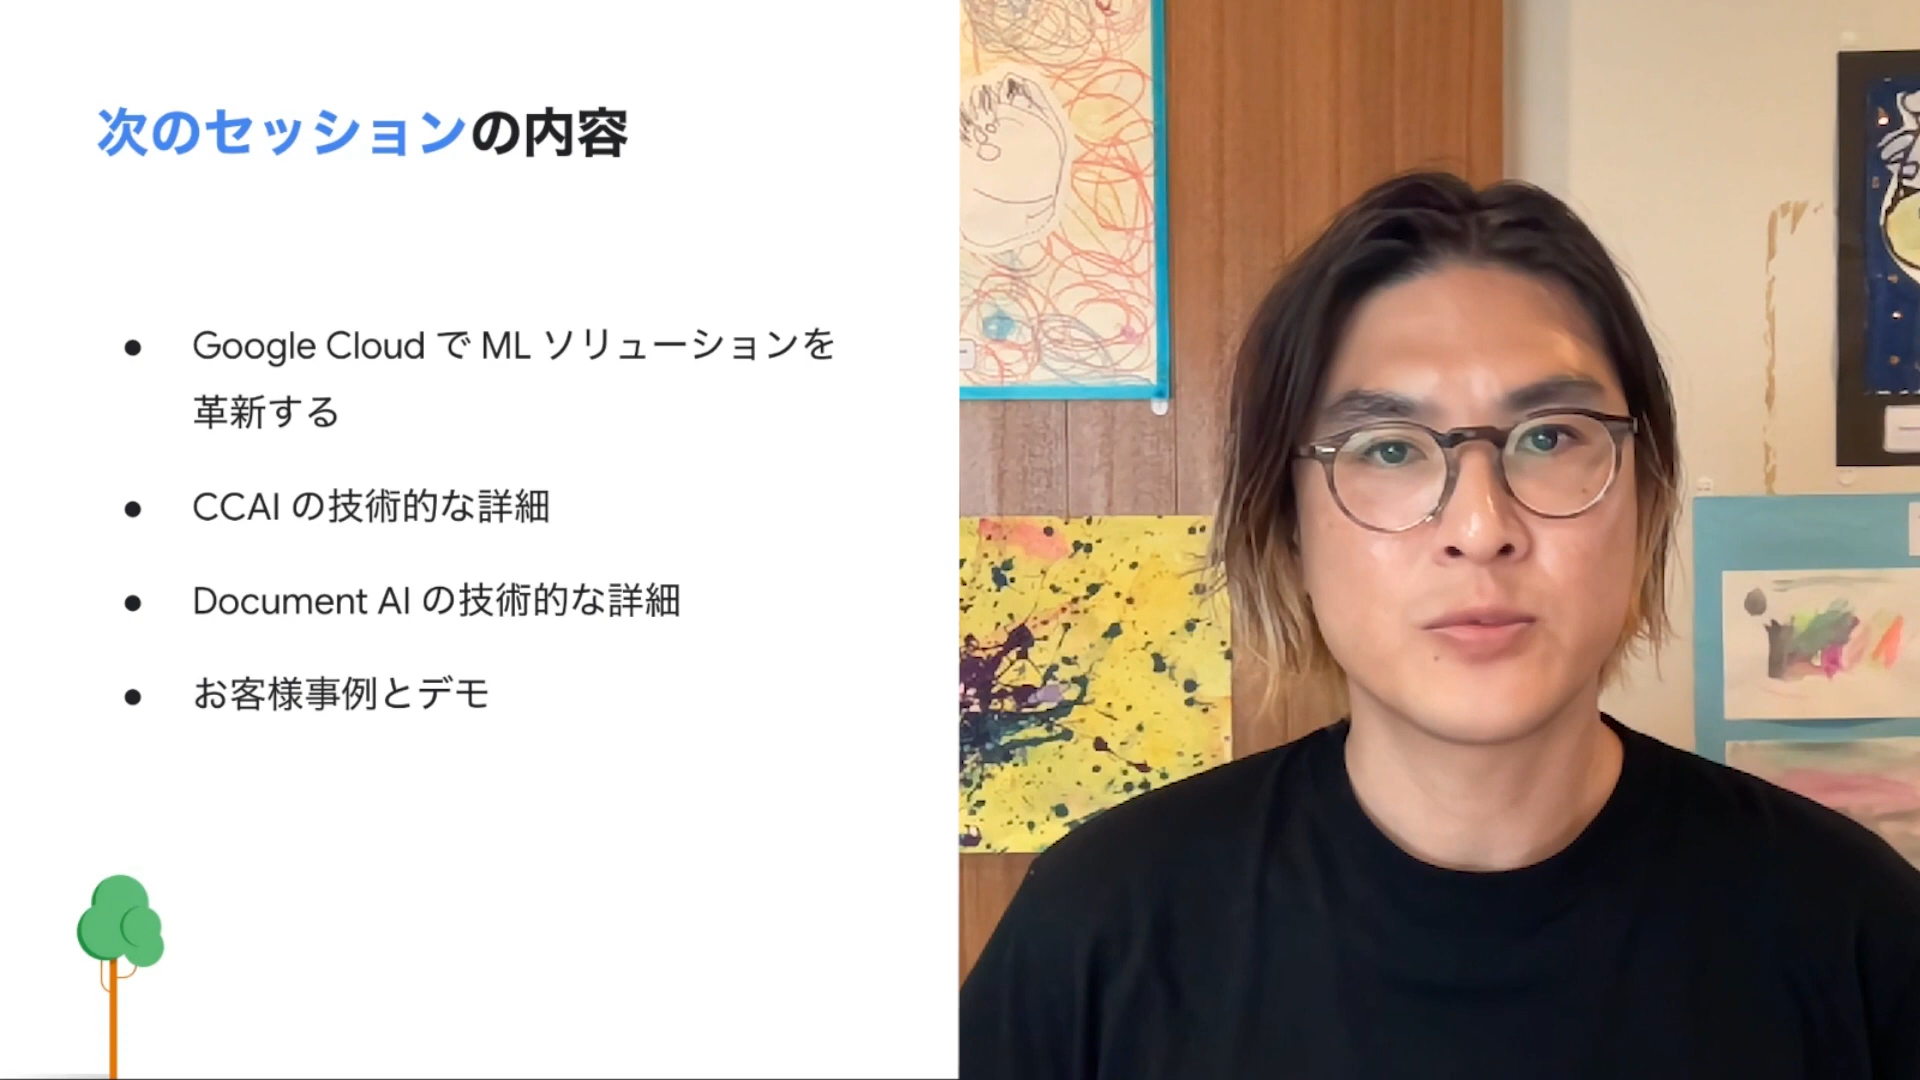 次のセッションの内容
● Google Cloud で ML ソリューションを
革新する
● CCAI の技術的な詳細
● Document AI の技術的な詳細
● お客様事例とデモ